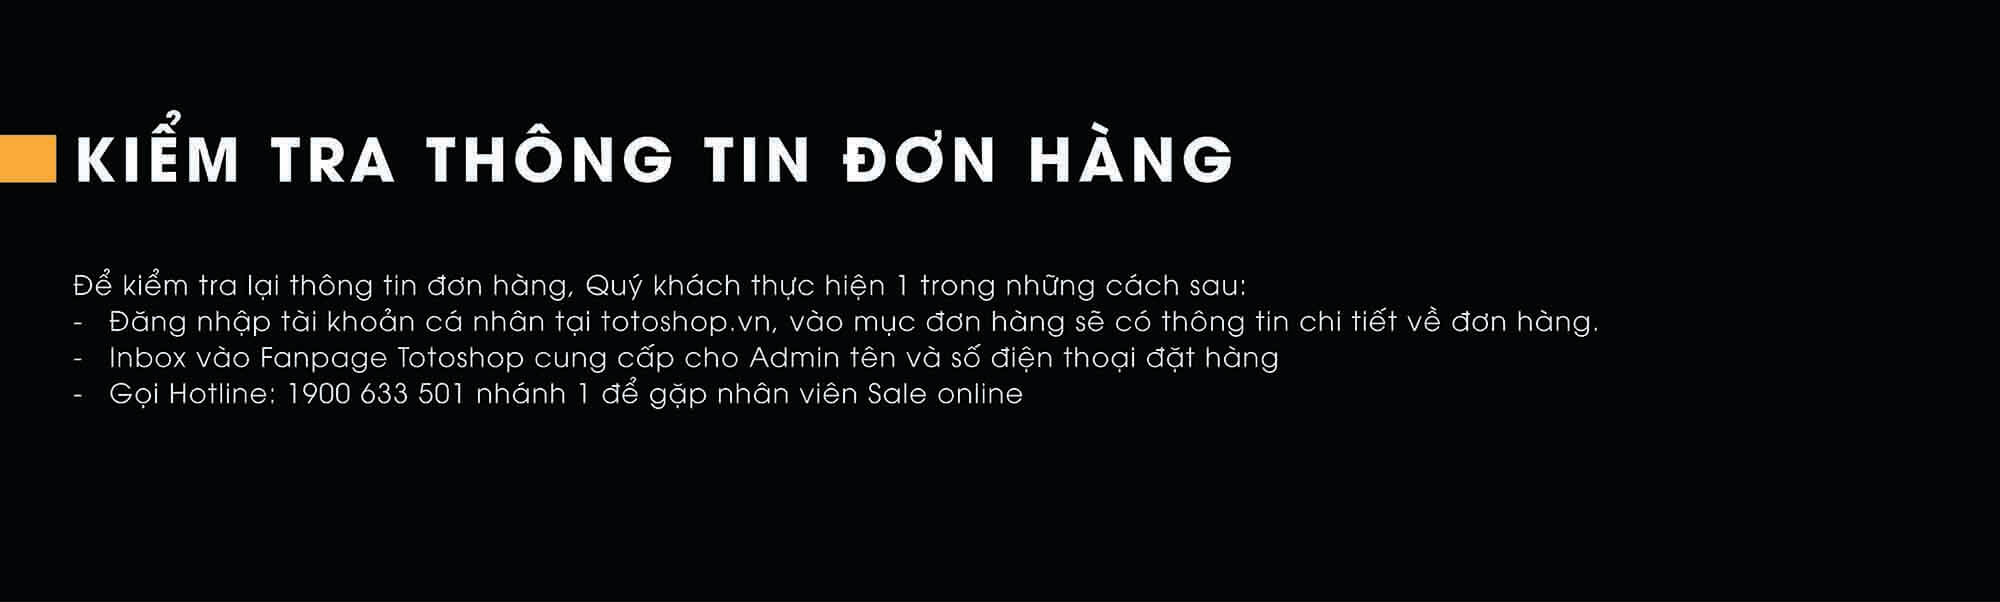 KIỂM TRA THÔNG TIN ĐƠN HÀNG
Để kiểm tra lại thông tin đơn hàng, Quý khách thực hiện 1 trong những cách sau:
- Đăng nhập tài khoản cá nhân tại totoshop.vn, vào mục đơn hàng sẽ có thông tin chi tiết về đơn hàng.
- Inbox vào Fanpage Totoshop cung cấp cho Admin tên và số điện thoại đặt hàng
- Gọi Hotline: 1900 633 501 nhánh 1 để gặp nhân viên Sale online